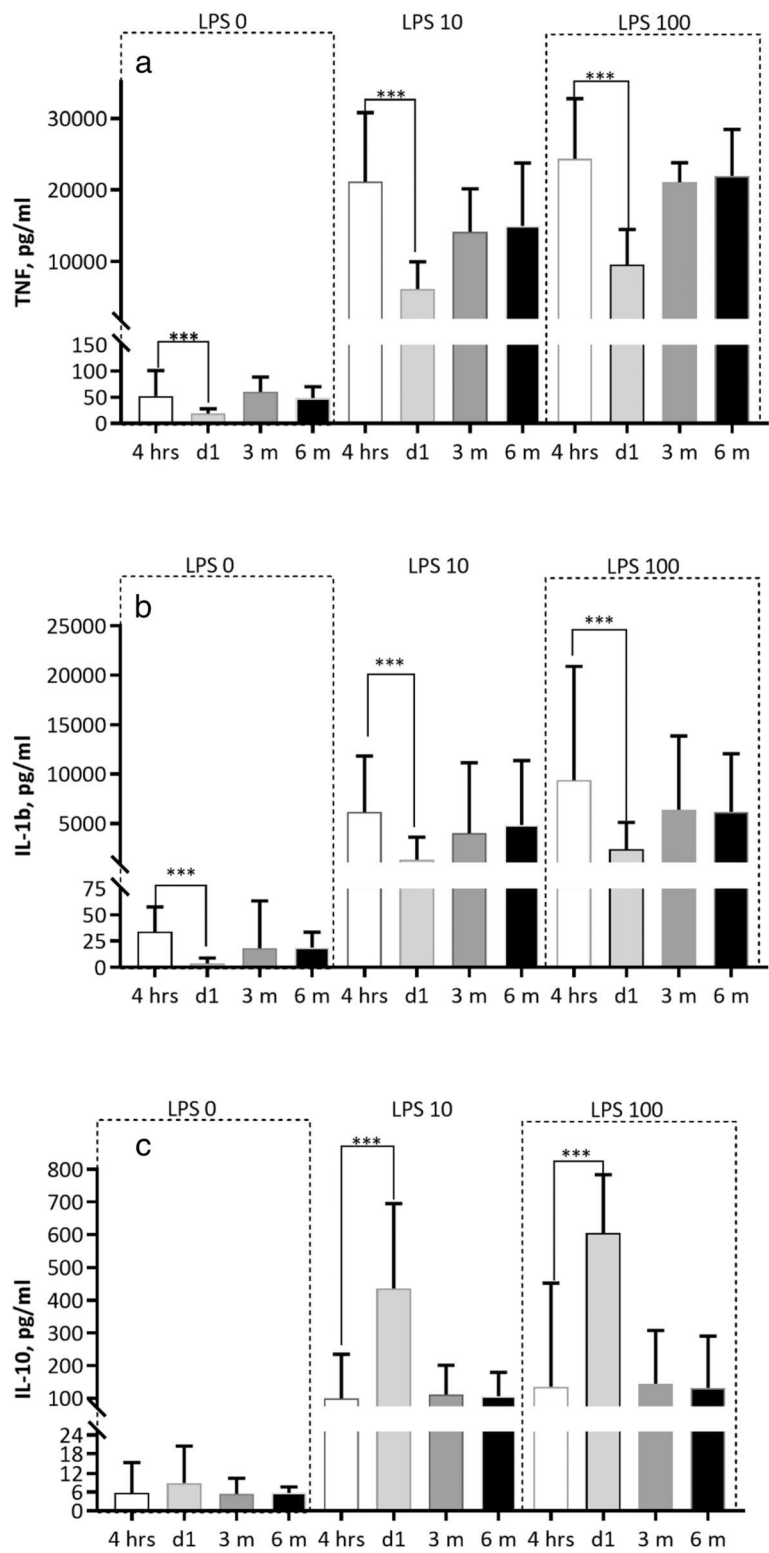 LPS 0 LPS 10 LPS 100
a
*** ***
30000
20000
10000
TNF, pg/ml
***
150
100
50
0
4 hrs d1 3 m 6 m 4 hrs d1 3 m 6 m 4 hrs d1 3 m 6 m
LPS 0 LPS 10 LPS 100
b
25000
***
***
20000
15000
10000
5000
IL-1b, pg/ml
***
75
50
25
0
4 hrs d1 3 m 6 m 4 hrs d1 3 m 6 m 4 hrs d1 3 m 6 m
LPS 0 LPS 10 LPS 100
c
*** ***
800
700
600
500
400
300
200
100
IL-10, pg/ml
24
18
12
6
0
4 hrs d1 3 m 6 m 4 hrs d1 3 m 6 m 4 hrs d1 3 m 6 m